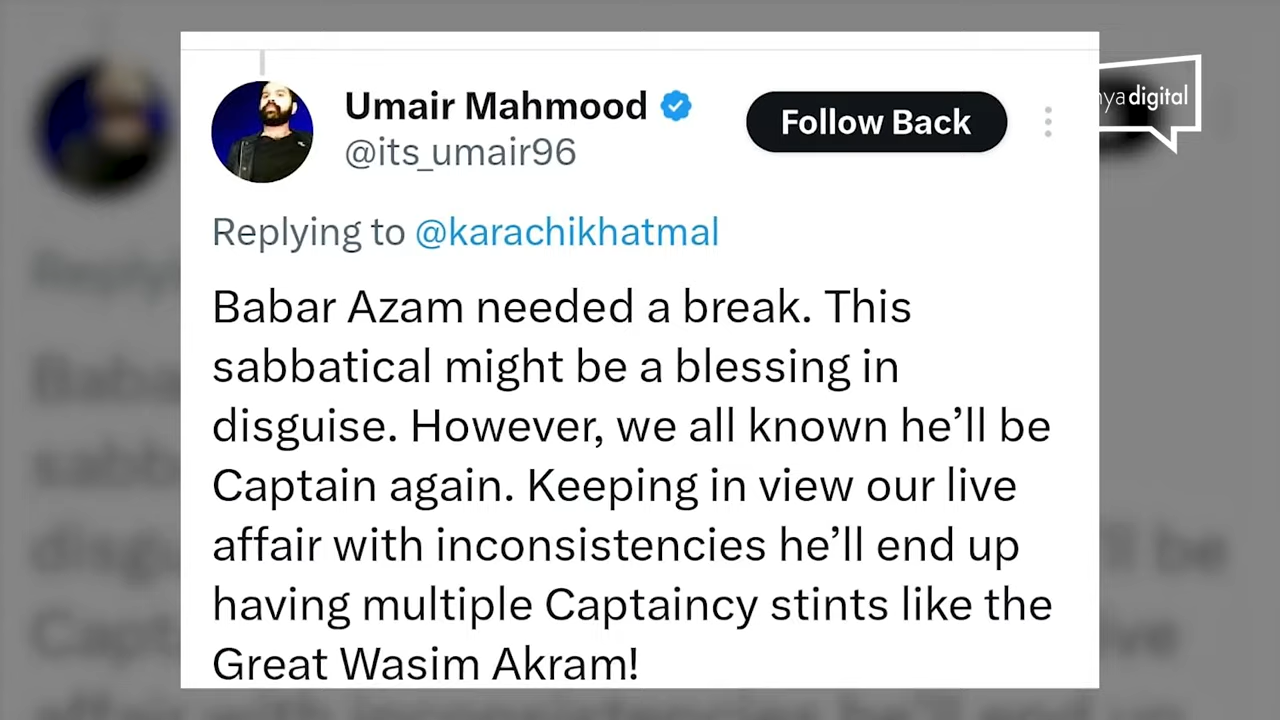 Umair Mahmood
@its_umair96
Follow Back
nyadigital
Replying to @karachikhatmal
Babar Azam needed a break. This
sabbatical might be a blessing in
disguise. However, we all known he’ll be
Captain again. Keeping in view our live
affair with inconsistencies he’ll end up
having multiple Captaincy stints like the
Great Wasim Akram!